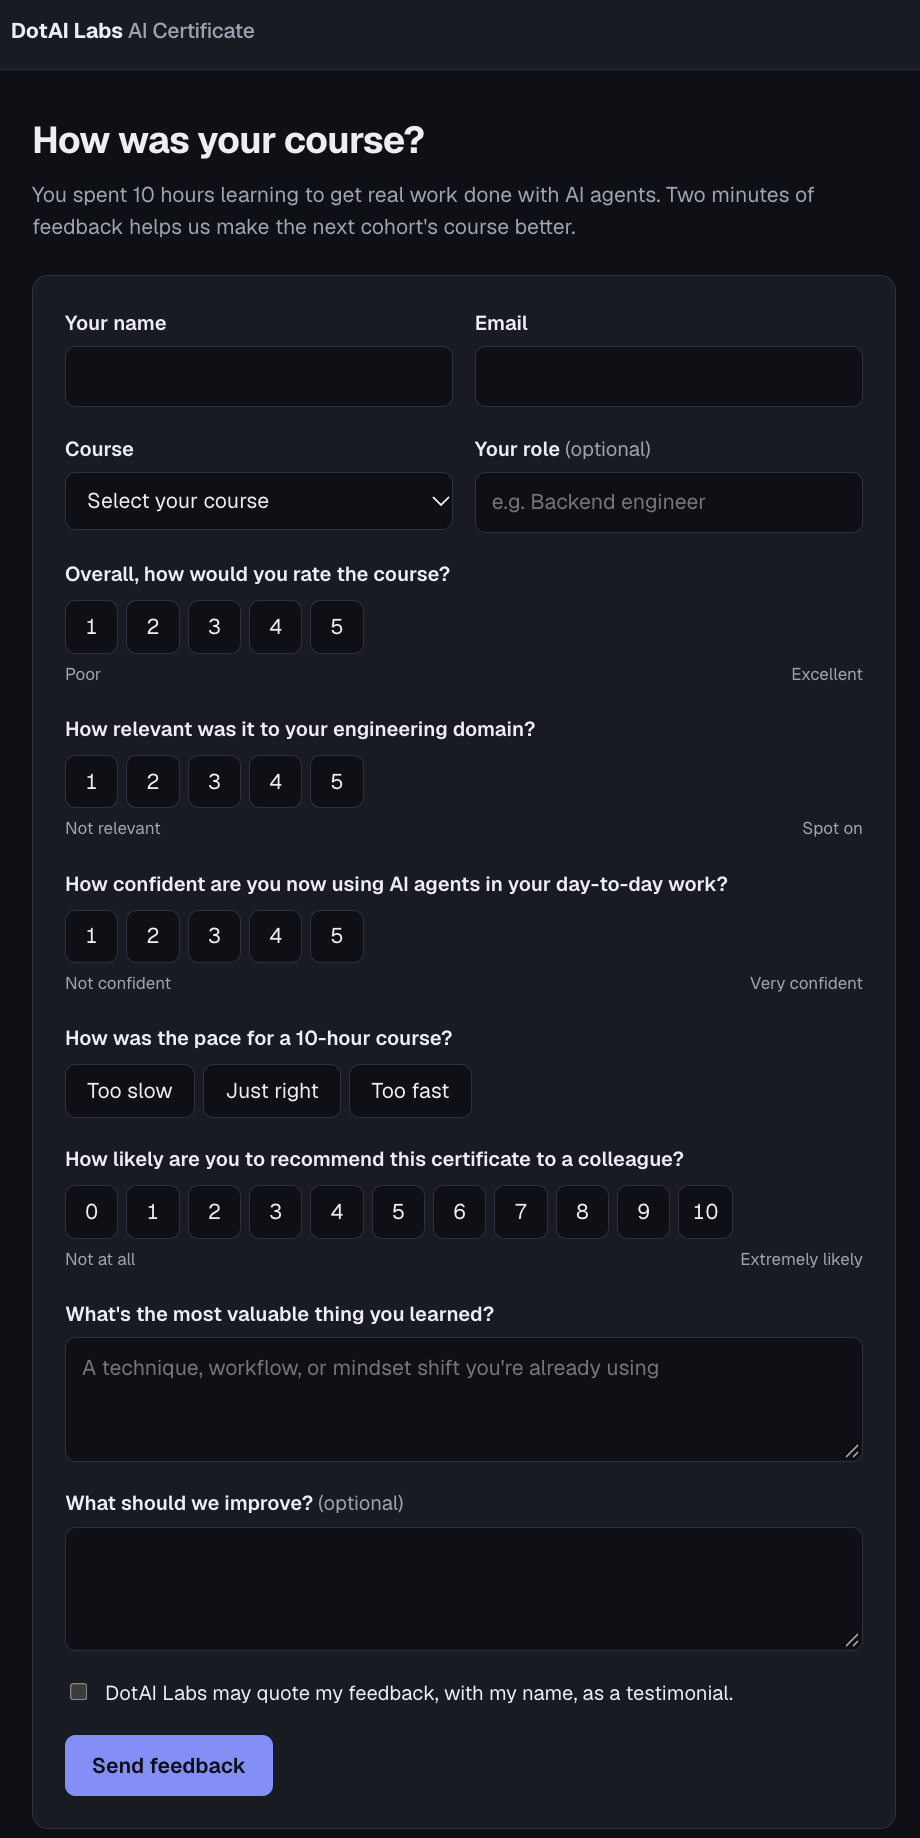 DotAI Labs AI Certificate
How was your course?
You spent 10 hours learning to get real work done with AI agents. Two minutes of
feedback helps us make the next cohort's course better.
Your name Email
Course Your role (optional)
Select your course e.g. Backend engineer
Overall, how would you rate the course?
1 2 3 4 5
Poor Excellent
How relevant was it to your engineering domain?
1 2 3 4 5
Not relevant Spot on
How confident are you now using AI agents in your day-to-day work?
1 2 3 4 5
Not confident Very confident
How was the pace for a 10-hour course?
Too slow Just right Too fast
How likely are you to recommend this certificate to a colleague?
0 1 2 3 4 5 6 7 8 9 10
Not at all Extremely likely
What's the most valuable thing you learned?
A technique, workflow, or mindset shift you're already using
What should we improve? (optional)
DotAI Labs may quote my feedback, with my name, as a testimonial.
Send feedback